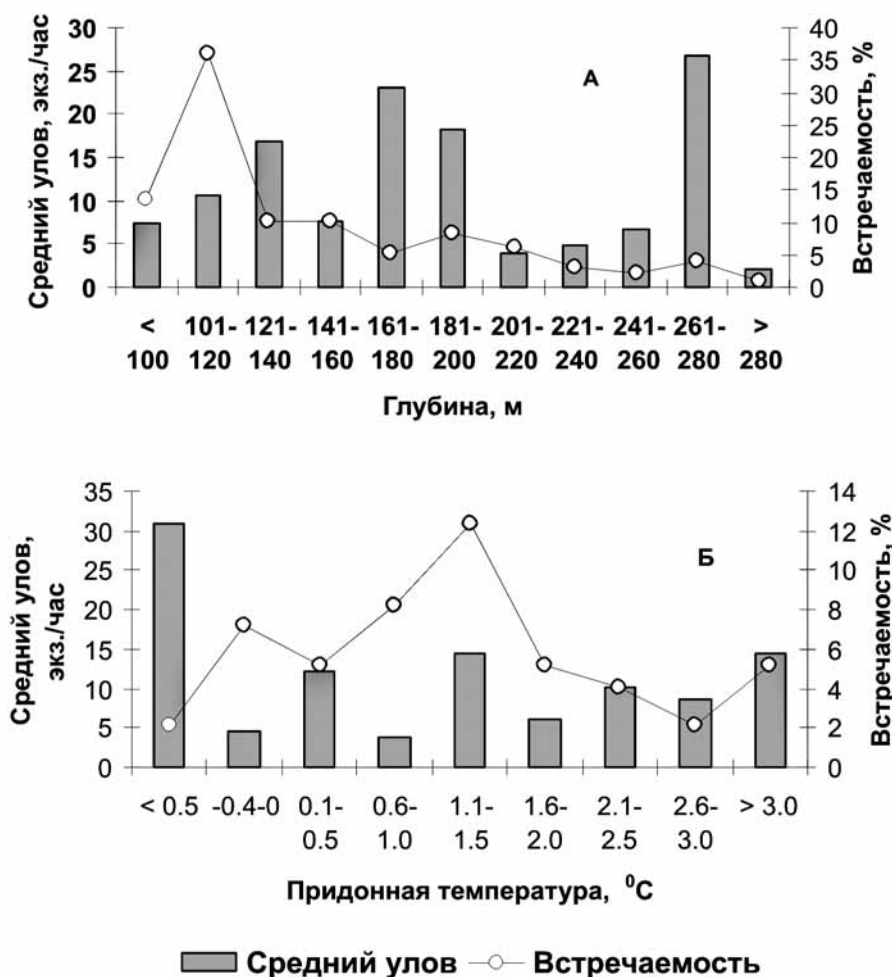 Средний улов, экз./час
30
25
20
15
10
5
0
А
40
35
30
25
20
15
10
5
0
Встречаемость, %
< 101- 121- 141- 161- 181- 201- 221- 241- 261- >
100 120 140 160 180 200 220 240 260 280 280
Глубина, м
Средний улов,
экз./час
35
30
25
20
15
10
5
0
Б
14
12
10
8
6
4
2
0
Встречаемость, %
< 0.5 -0.4-0 0.1- 0.6- 1.1- 1.6- 2.1- 2.6- > 3.0
0.5 1.0 1.5 2.0 2.5 3.0
Придонная температура, ⁰С
Средний улов Встречаемость